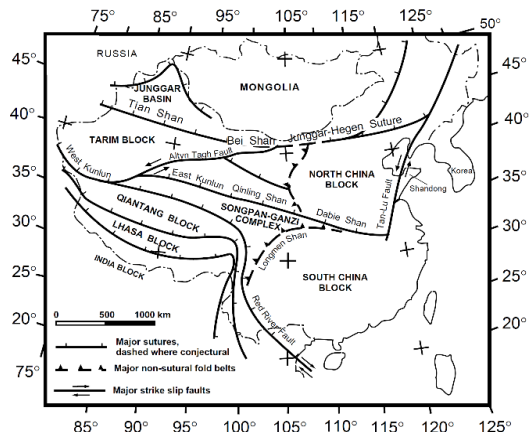 75° 85° 95° 105° 115° 125° 50°
RUSSIA
45° 45°
MONGOLIA
JUNGGAR
BASIN
Tian Shan
Bei Shan
Junggar-Hegen Suture
40° 40°
TARIM BLOCK
Altyn Tagh Fault
West Kunlun
East Kunlun Qinling Shan
NORTH CHINA
BLOCK
Korea
Shandong
35° 35°
Tan-Lu Fault
QIANTANG BLOCK
SONGPAN-GANZI
COMPLEX
Dabie Shan
30° 30°
LHASA BLOCK
Longmen Shan
INDIA BLOCK
SOUTH CHINA
BLOCK
25° 25°
Red River Fault
0 500 1000 km
20° 20°
Major sutures,
dashed where conjectural
Major non-sutural fold belts
75°
Major strike slip faults
85° 90° 95° 100° 105° 110° 115° 120° 125°